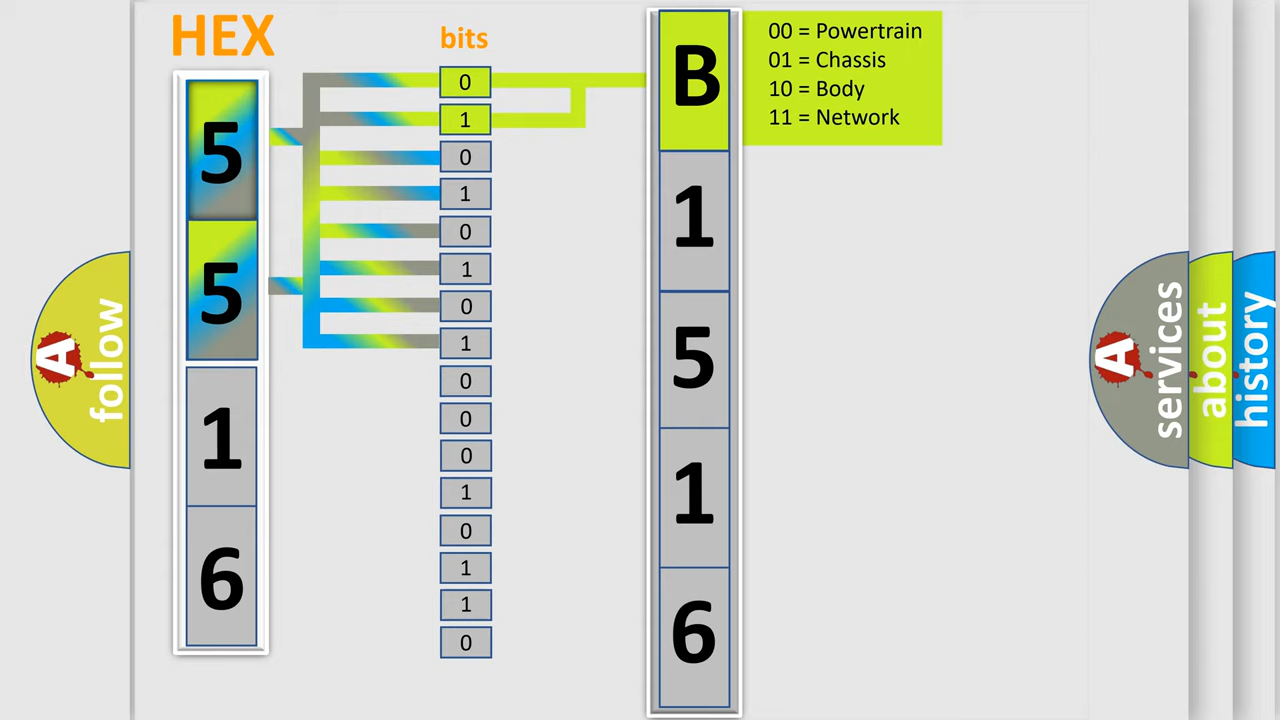 HEX
bits
5
5
1
6
0
1
0
1
0
1
0
1
0
0
0
1
0
1
1
0
B
1
5
1
6
00 = Powertrain
01 = Chassis
10 = Body
11 = Network
A
follow
A
services
about
history